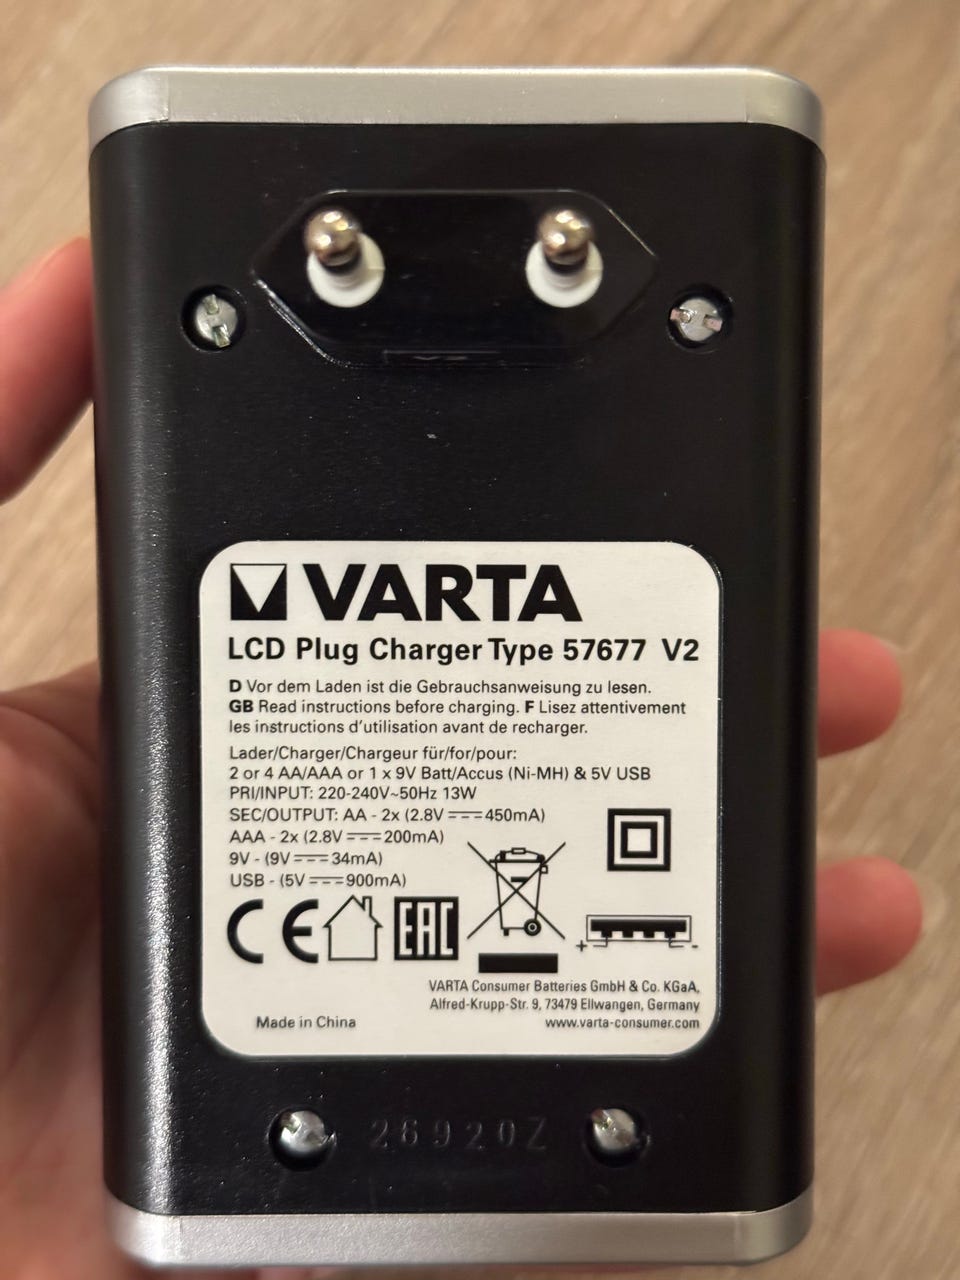 V2
VARTA
LCD Plug Charger Type 57677 V2
D Vor dem Laden ist die Gebrauchsanweisung zu lesen.
GB Read instructions before charging. F Lisez attentivement
les instructions d'utilisation avant de recharger.
Lader/Charger/Chargeur für/for/pour:
2 or 4 AA/AAA or 1 x 9V Batt/Accus (Ni-MH) & 5V USB
PRI/INPUT: 220-240V~50Hz 13W
SEC/OUTPUT: AA - 2x (2.8V ⎓ 450mA)
AAA - 2x (2.8V ⎓ 200mA)
9V - (9V ⎓ 34mA)
USB - (5V ⎓ 900mA)
CE EAC
+ -
VARTA Consumer Batteries GmbH & Co. KGaA,
Alfred-Krupp-Str. 9, 73479 Ellwangen, Germany
Made in China www.varta-consumer.com
26920Z